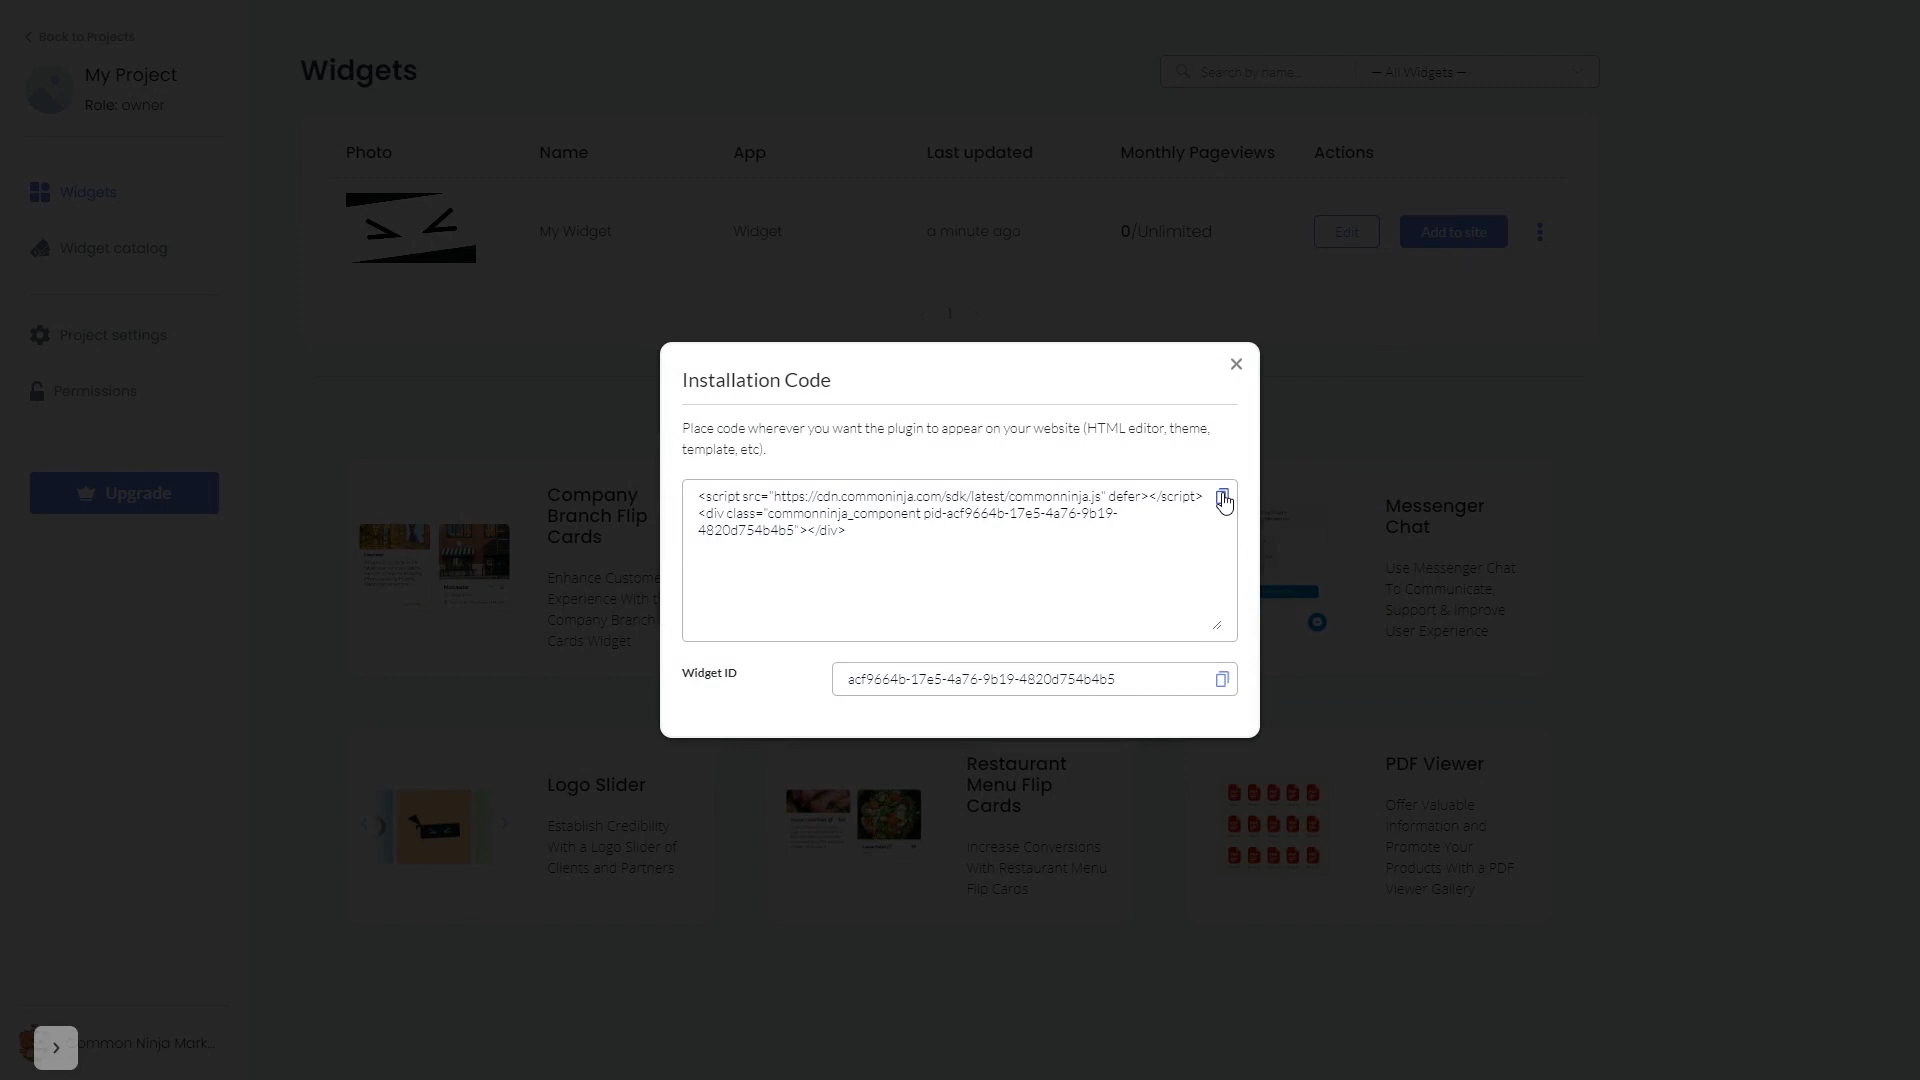 Back to Projects
My Project
Role: owner
Widgets
Widget catalog
Project settings
Permissions
Upgrade
Common Ninja Mark...
Widgets
Search by name...
— All Widgets —
Photo
Name
App
Last updated
Monthly Pageviews
Actions
My Widget
Widget
a minute ago
0/Unlimited
Edit
Add to site
1
Installation Code
Place code wherever you want the plugin to appear on your website (HTML editor, theme,
template, etc).
<script src="https://cdn.commoninja.com/sdk/latest/commonninja.js" defer></script>
<div class="commonninja_component pid-acf9664b-17e5-4a76-9b19-
4820d754b4b5"></div>
Widget ID
acf9664b-17e5-4a76-9b19-4820d754b4b5
Company
Branch Flip
Cards
Enhance Custome
Experience With t
Company Branch
Cards Widget
Messenger
Chat
Use Messenger Chat
To Communicate,
Support & Improve
User Experience
Logo Slider
Establish Credibility
With a Logo Slider of
Clients and Partners
Restaurant
Menu Flip
Cards
Increase Conversions
With Restaurant Menu
Flip Cards
PDF Viewer
Offer Valuable
Information and
Promote Your
Products With a PDF
Viewer Gallery